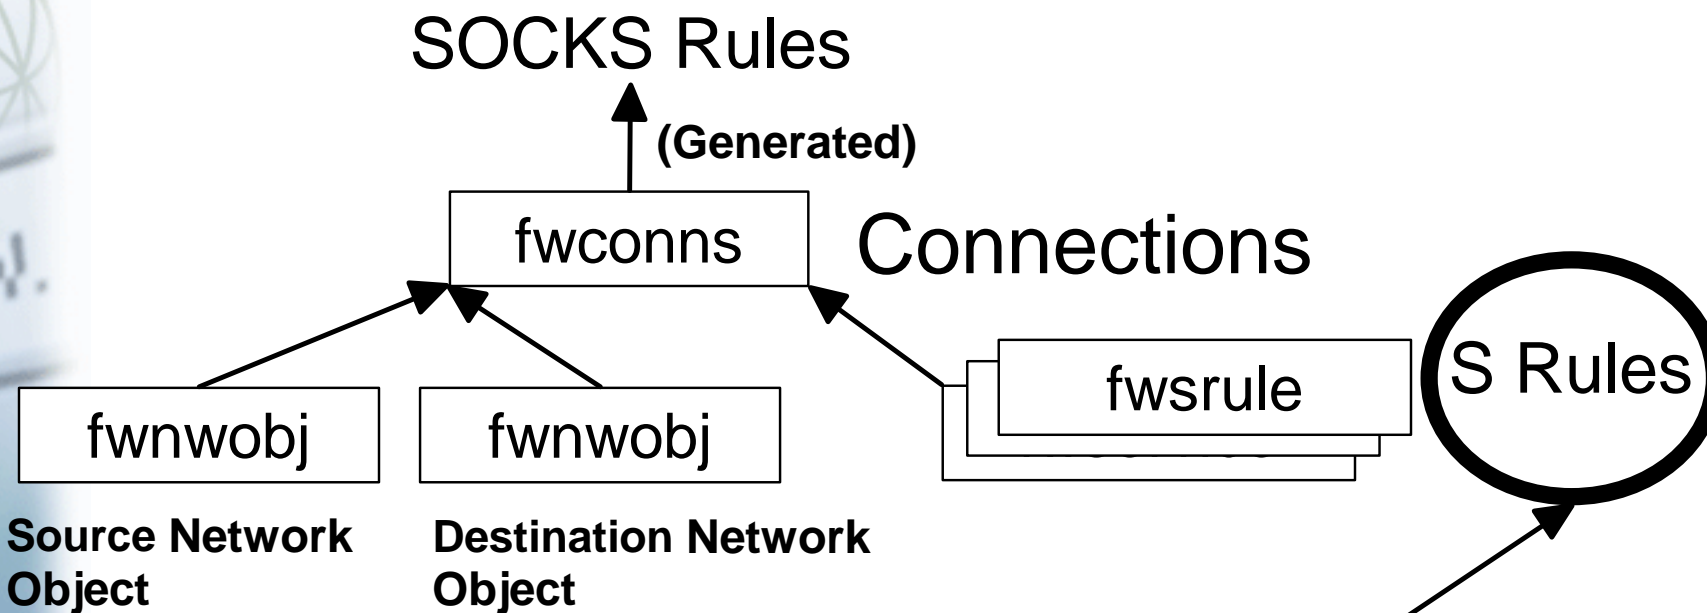 SOCKS Rules
(Generated)
fwconns
Connections
fwsrule
S Rules
fwnwobj
fwnwobj
Source Network
Object
Destination Network
Object